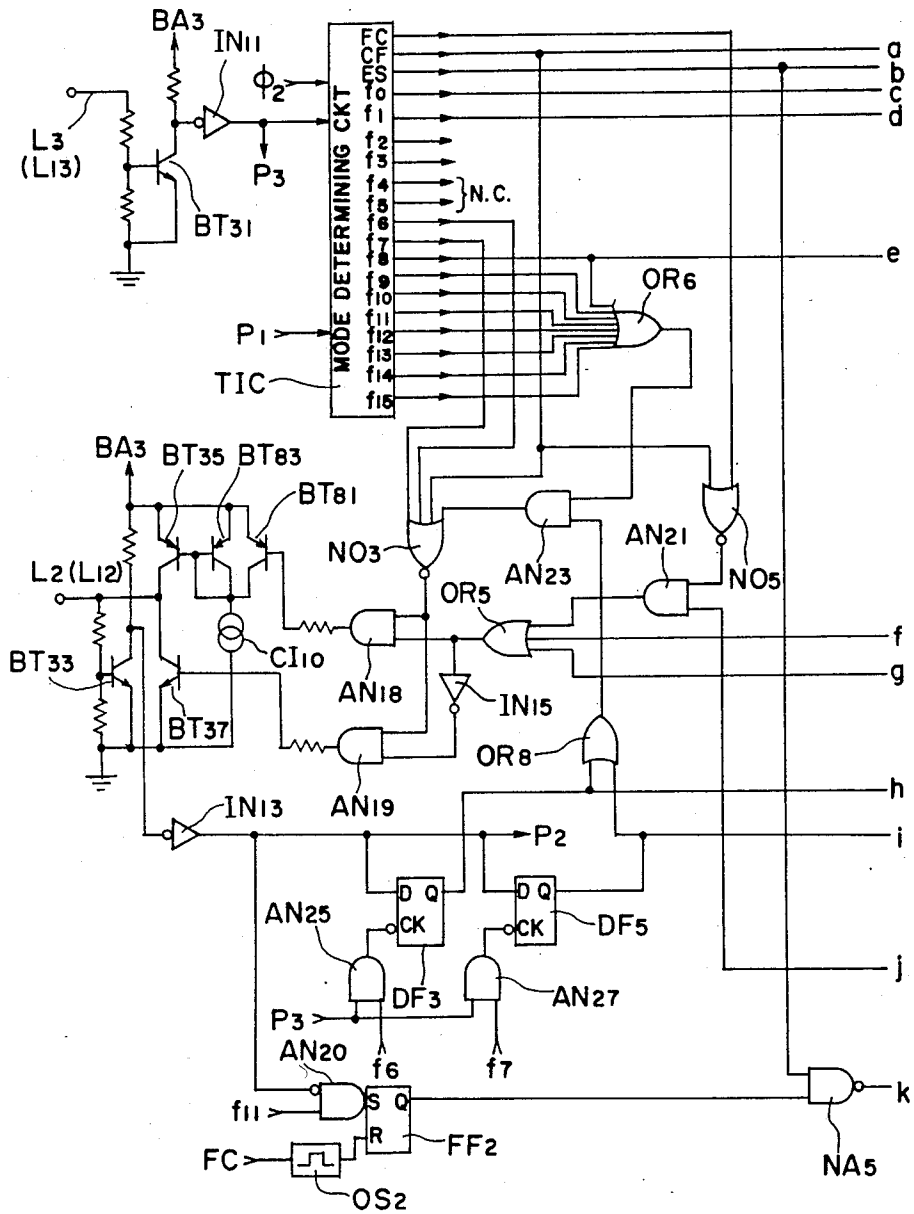 BA3
IN11
Φ2
L3
(L13)
P3
BT31
P1
TIC
MODE DETERMINING CKT
FC
CF
ES
f0
f1
f2
f3
f4
f5
f6
f7
f8
f9
f10
f11
f12
f13
f14
f15
}N.C.
a
b
c
d
e
OR6
BA3
BT35
BT83
BT81
L2(L12)
BT33
BT37
CI10
NO3
AN18
AN19
IN15
OR5
AN23
AN21
NO5
OR8
f
g
h
i
j
k
IN13
P2
AN25
D Q
CK
DF3
D Q
CK
DF5
AN27
P3
f6
f7
AN20
f11
S Q
R
FF2
FC
OS2
NA5